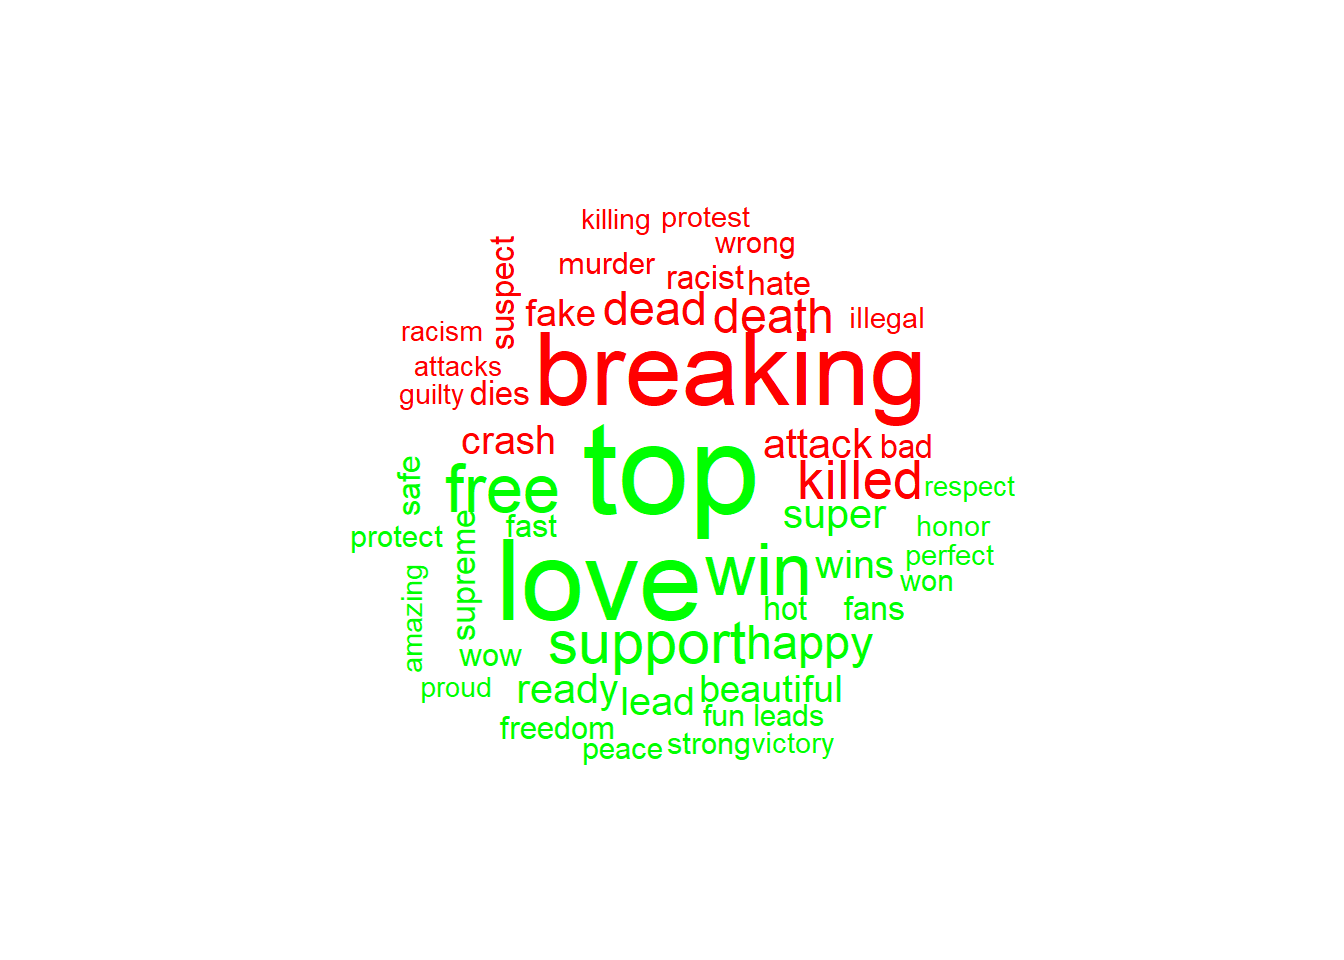 killing protest
wrong
suspect
murder
racist hate
fake dead death illegal
racism
breaking
attacks
guilty dies
crash
top
attack bad
safe
free
killed respect
super
fast
honor
protect
supreme
love win wins perfect
won
amazing
hot fans
support happy
wow
proud ready lead beautiful
fun leads
freedom
peace strong victory